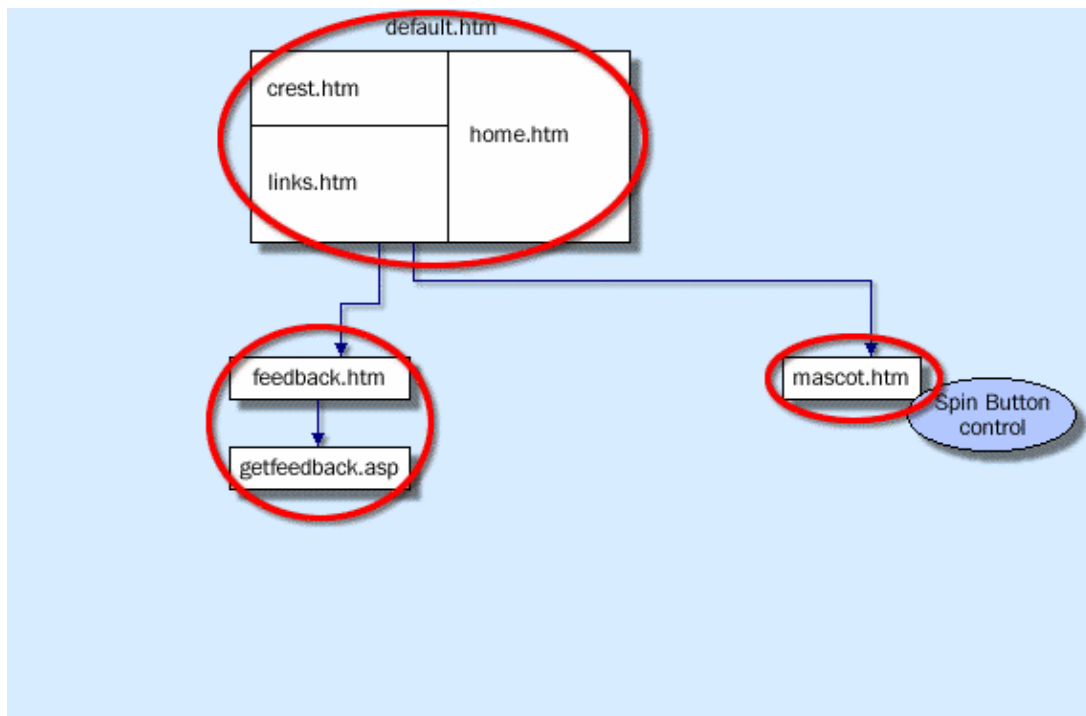 default.htm
crest.htm
home.htm
links.htm
feedback.htm
mascot.htm
Spin Button
control
getfeedback.asp